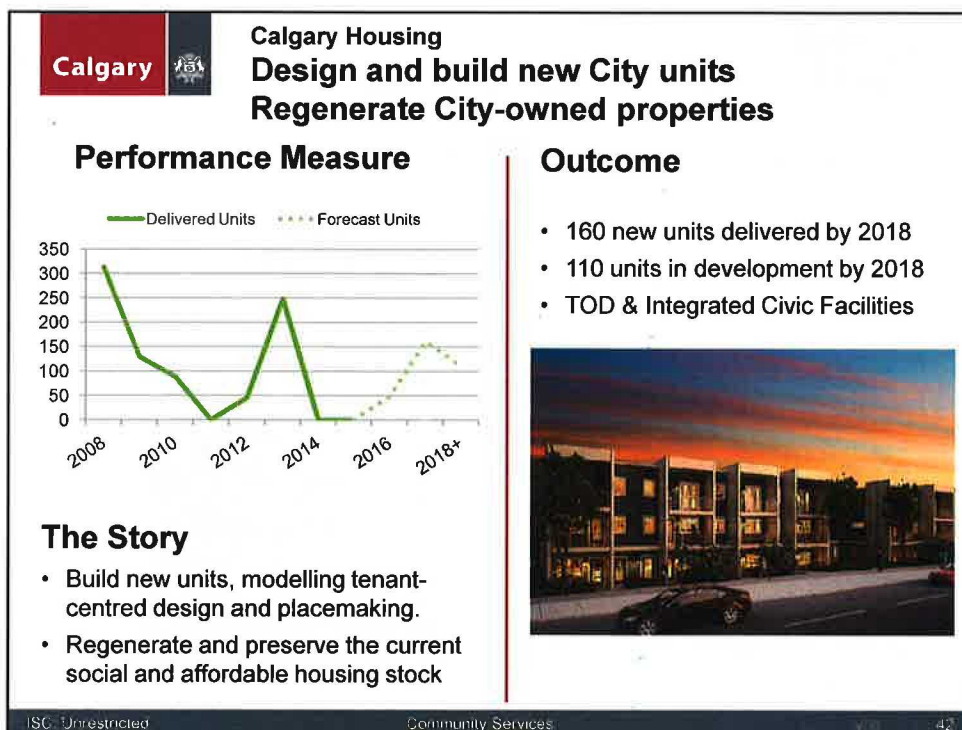 Calgary
Calgary Housing
Design and build new City units
Regenerate City-owned properties
Performance Measure
Delivered Units
Forecast Units
350
300
250
200
150
100
50
0
2008
2010
2012
2014
2016
2018+
The Story
• Build new units, modelling tenant-
centred design and placemaking.
• Regenerate and preserve the current
social and affordable housing stock
Outcome
• 160 new units delivered by 2018
• 110 units in development by 2018
• TOD & Integrated Civic Facilities
ISC: Unrestricted
Community Services
42